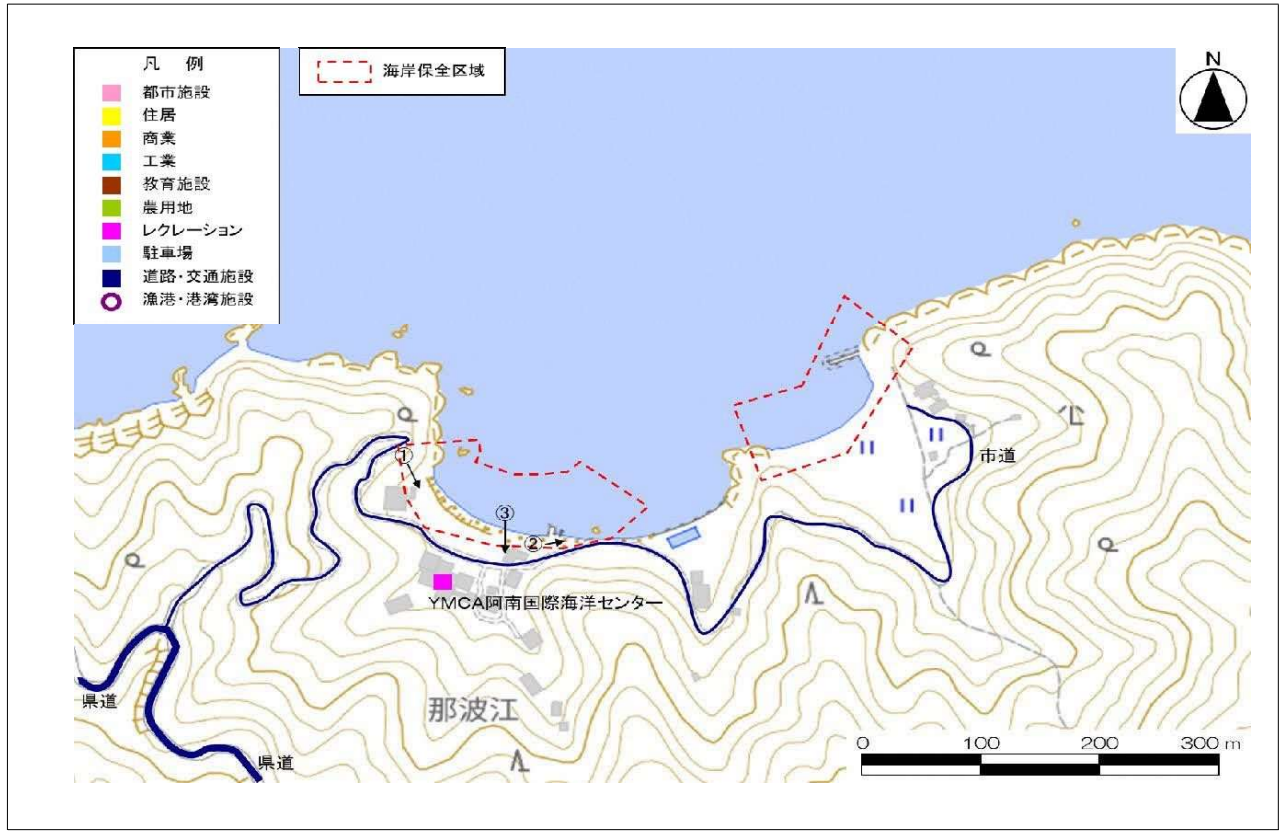 凡 例
都市施設
住居
商業
工業
教育施設
農用地
レクレーション
駐車場
道路・交通施設
漁港・港湾施設
海岸保全区域
N
①
③
②
市道
YMCA阿南国際海洋センター
那波江
県道
県道
0 100 200 300 m